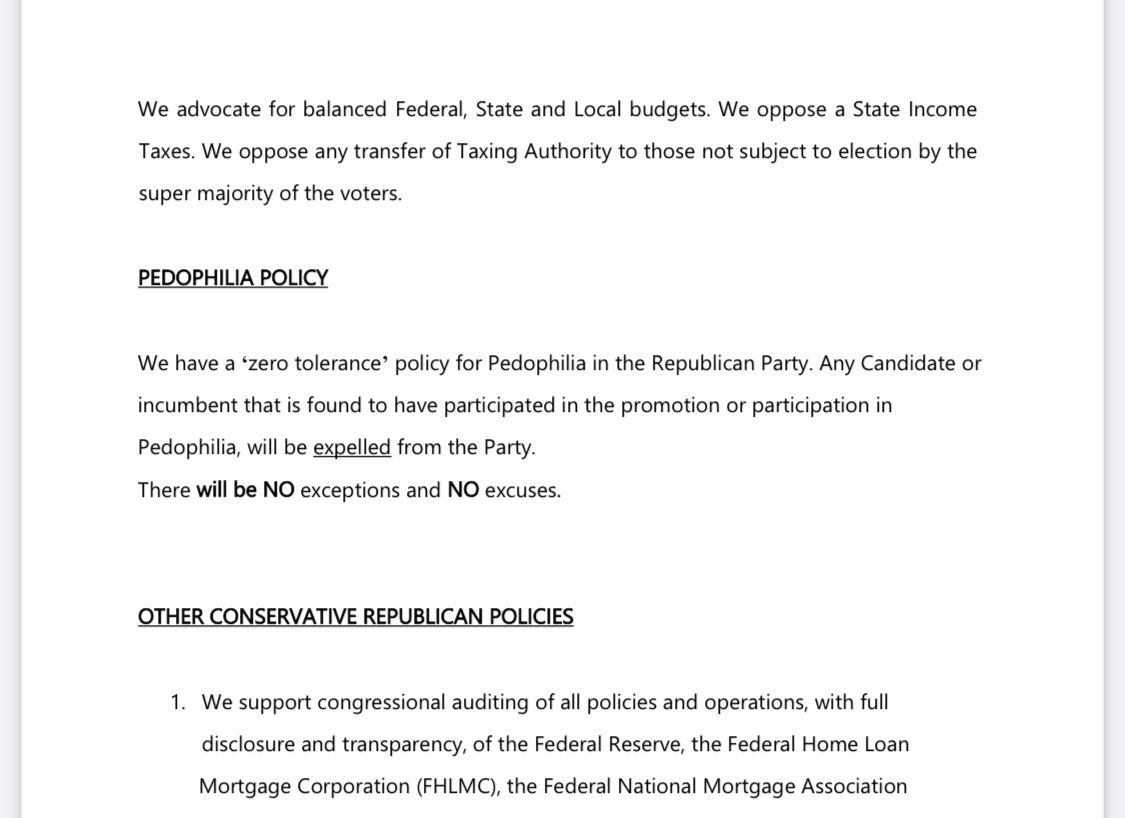 We advocate for balanced Federal, State and Local budgets. We oppose a State Income
Taxes. We oppose any transfer of Taxing Authority to those not subject to election by the
super majority of the voters.
PEDOPHILIA POLICY
We have a ‘zero tolerance’ policy for Pedophilia in the Republican Party. Any Candidate or
incumbent that is found to have participated in the promotion or participation in
Pedophilia, will be expelled from the Party.
There will be NO exceptions and NO excuses.
OTHER CONSERVATIVE REPUBLICAN POLICIES
1. We support congressional auditing of all policies and operations, with full
disclosure and transparency, of the Federal Reserve, the Federal Home Loan
Mortgage Corporation (FHLMC), the Federal National Mortgage Association